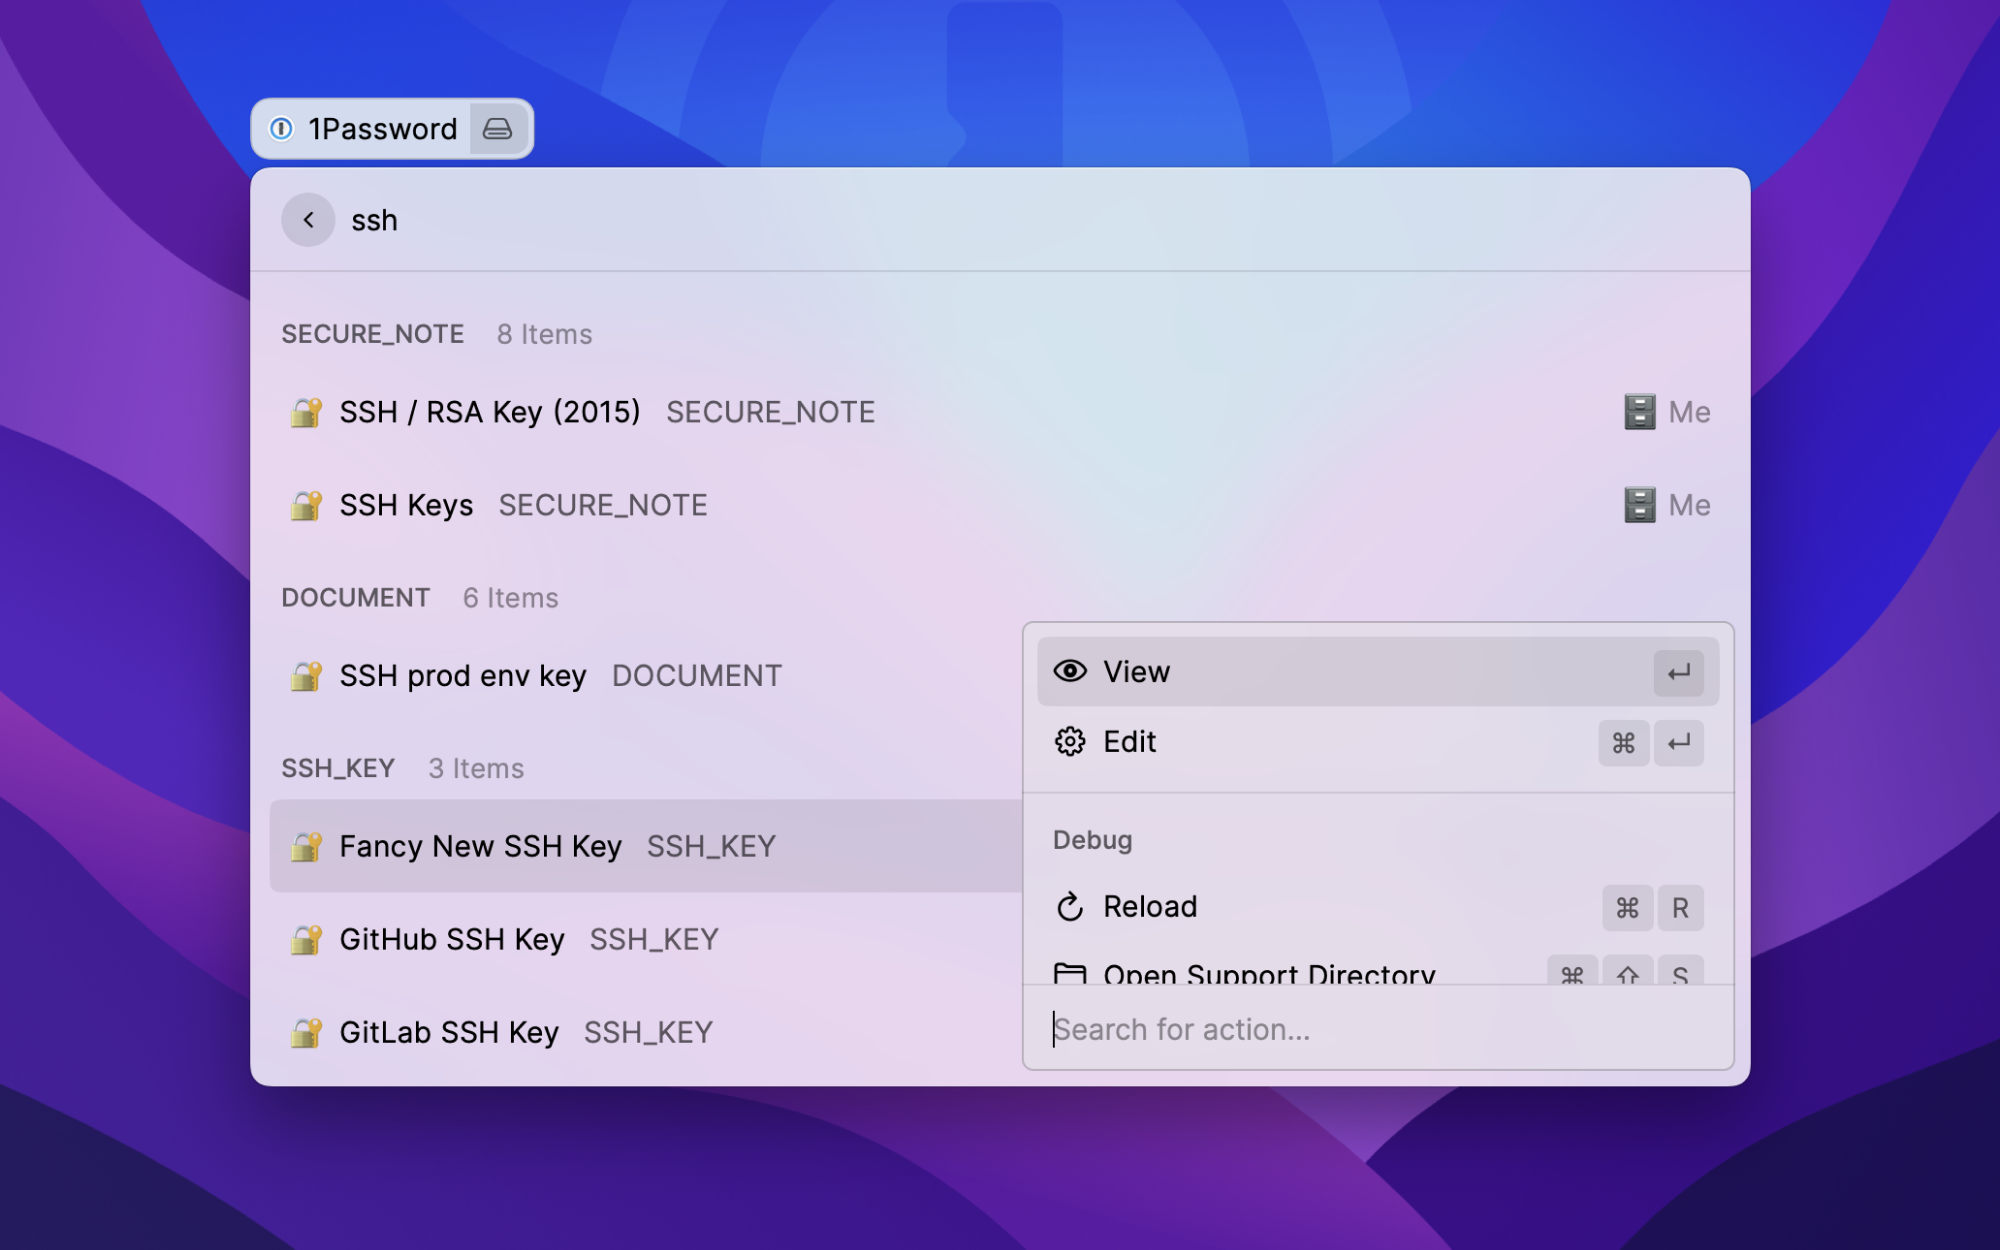 1Password
ssh
SECURE_NOTE 8 Items
SSH / RSA Key (2015) SECURE_NOTE Me
SSH Keys SECURE_NOTE Me
DOCUMENT 6 Items
SSH prod env key DOCUMENT
SSH_KEY 3 Items
Fancy New SSH Key SSH_KEY
GitHub SSH Key SSH_KEY
GitLab SSH Key SSH_KEY
View ↵
Edit ⌘ ↵
Debug
Reload ⌘ R
Open Support Directory ⌘ ⇧ S
Search for action...